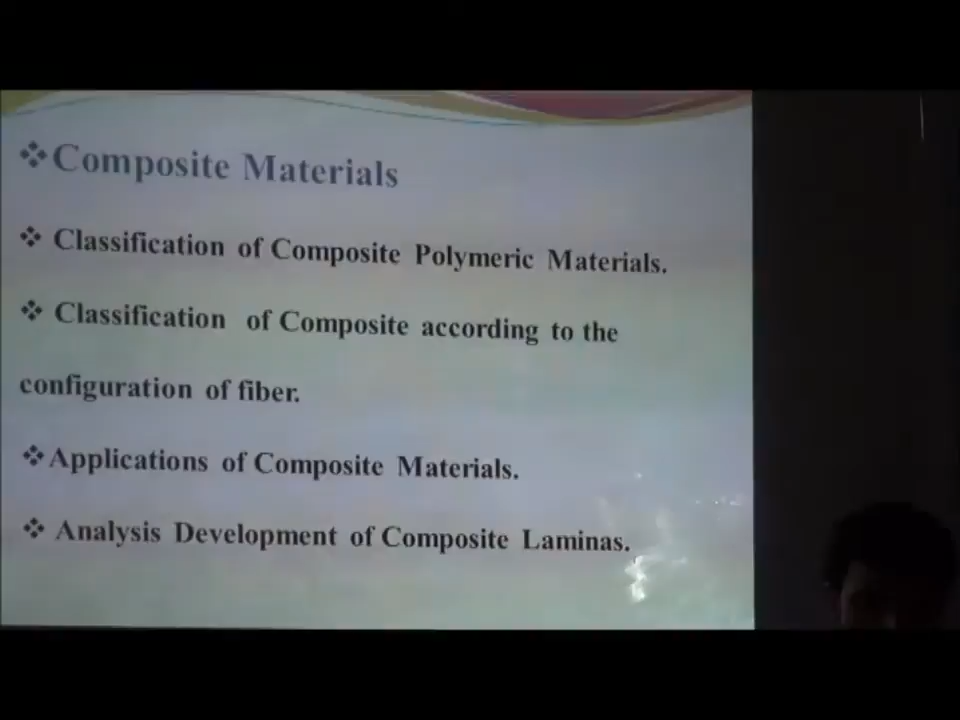 ❖Composite Materials
❖ Classification of Composite Polymeric Materials.
❖ Classification of Composite according to the
configuration of fiber.
❖Applications of Composite Materials.
❖ Analysis Development of Composite Laminas.